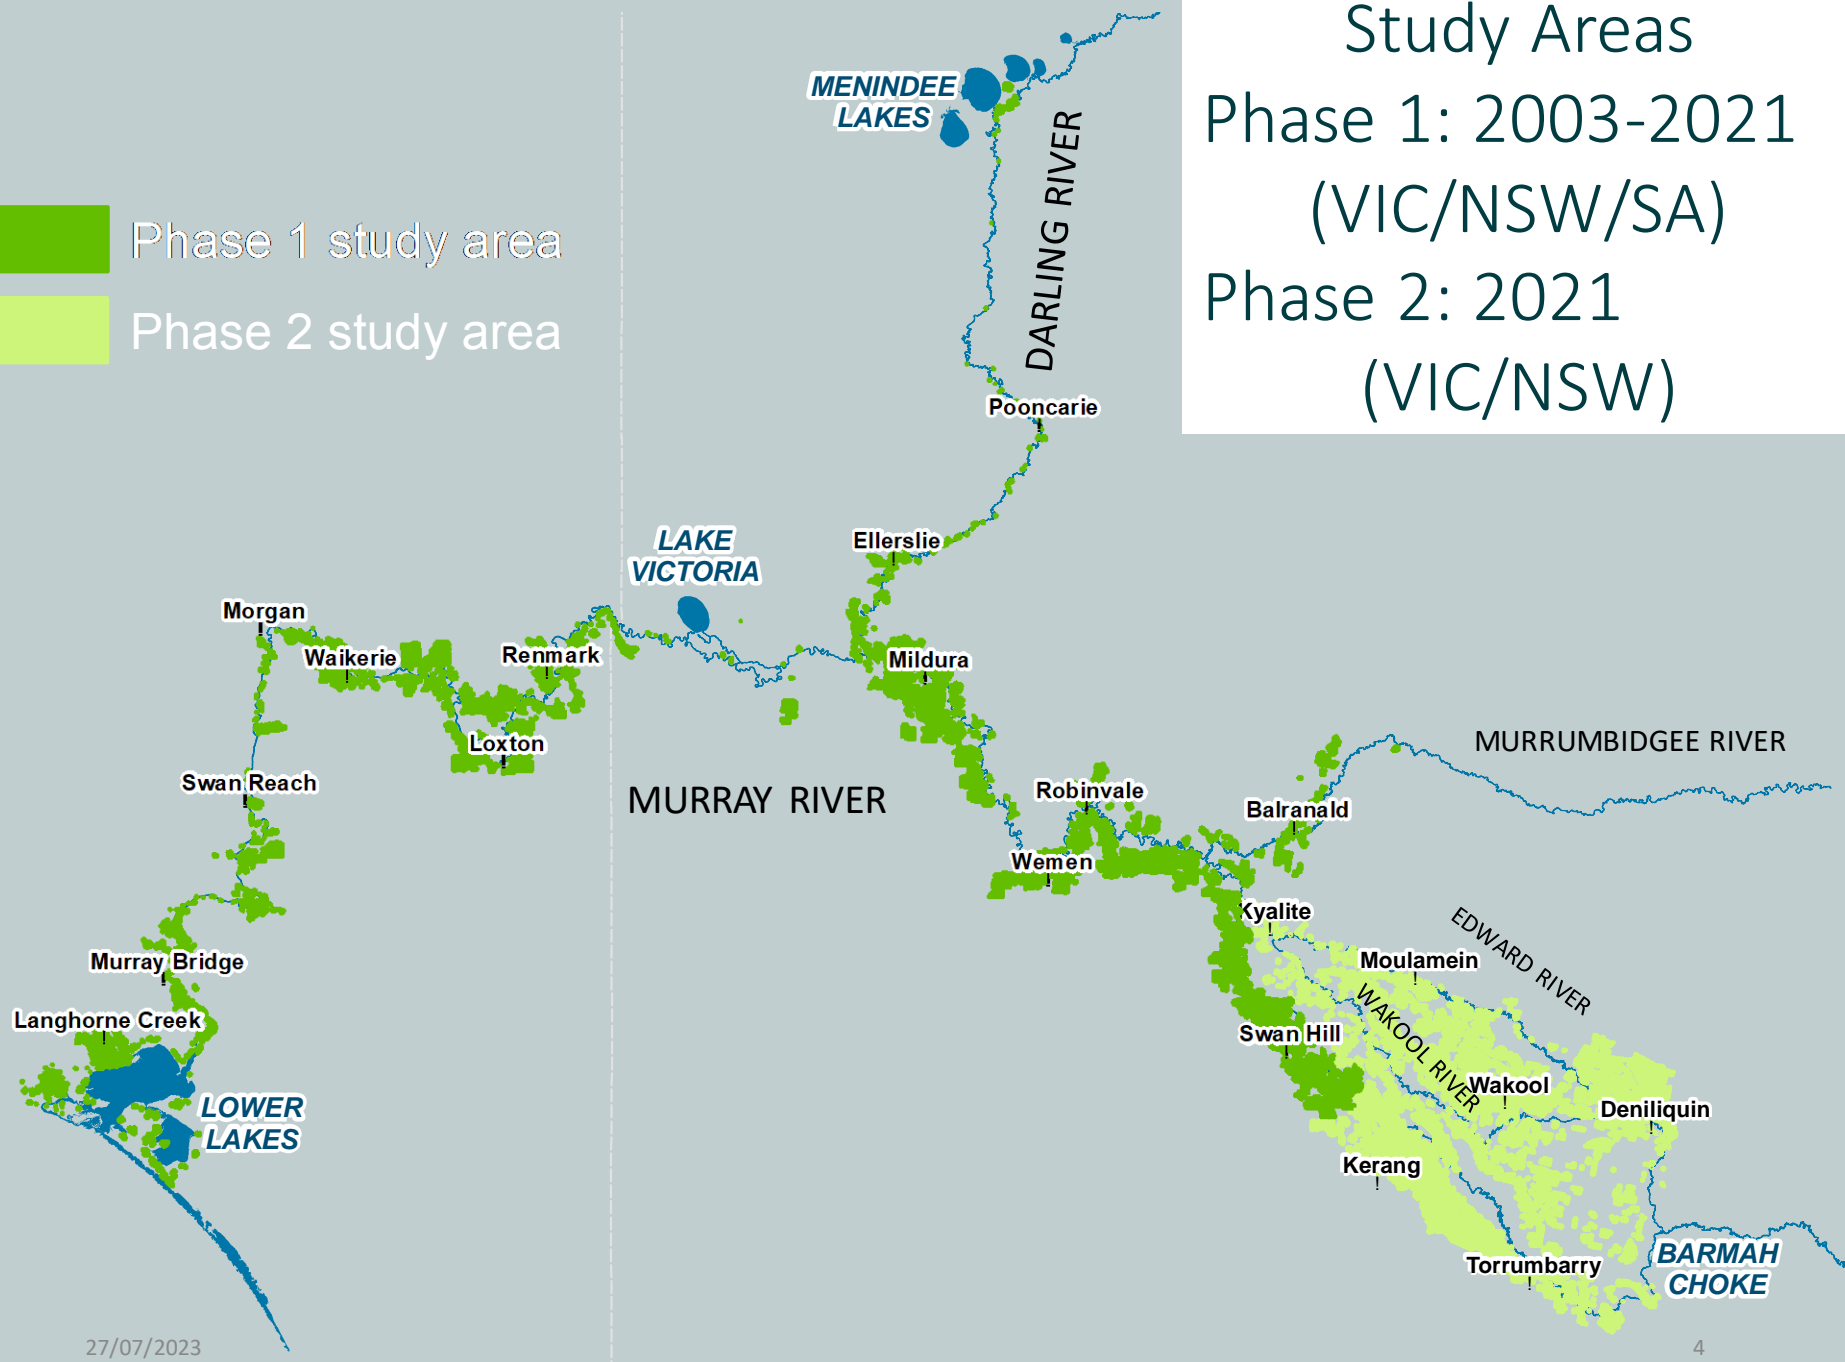 Study Areas
Phase 1: 2003-2021
(VIC/NSW/SA)
Phase 2: 2021
(VIC/NSW)
Phase 1 study area
Phase 2 study area
MENINDEE
LAKES
DARLING RIVER
Pooncarie
Ellerslie
LAKE
VICTORIA
Morgan
Waikerie
Renmark
Mildura
Loxton
MURRUMBIDGEE RIVER
Swan Reach
MURRAY RIVER
Robinvale
Balranald
Wemen
Kyalite
EDWARD RIVER
Murray Bridge
Moulamein
WAKOOL RIVER
Langhorne Creek
Swan Hill
Wakool
LOWER
LAKES
Deniliquin
Kerang
Torrumbarry
BARMAH
CHOKE
27/07/2023
4